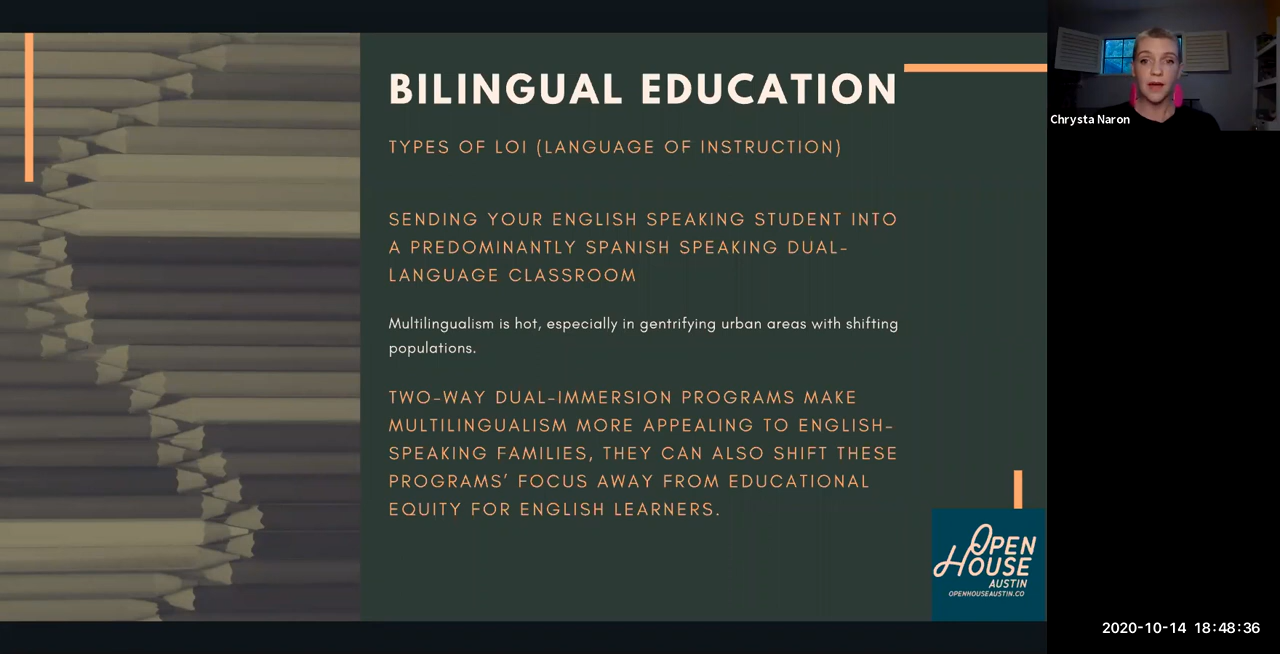 BILINGUAL EDUCATION
TYPES OF LOI (LANGUAGE OF INSTRUCTION)
SENDING YOUR ENGLISH SPEAKING STUDENT INTO
A PREDOMINANTLY SPANISH SPEAKING DUAL-
LANGUAGE CLASSROOM
Multilingualism is hot, especially in gentrifying urban areas with shifting
populations.
TWO-WAY DUAL-IMMERSION PROGRAMS MAKE
MULTILINGUALISM MORE APPEALING TO ENGLISH-
SPEAKING FAMILIES, THEY CAN ALSO SHIFT THESE
PROGRAMS’ FOCUS AWAY FROM EDUCATIONAL
EQUITY FOR ENGLISH LEARNERS.
OPEN
HOUSE
AUSTIN
OPENHOUSEAUSTIN.CO
Chrysta Naron
2020-10-14 18:48:36